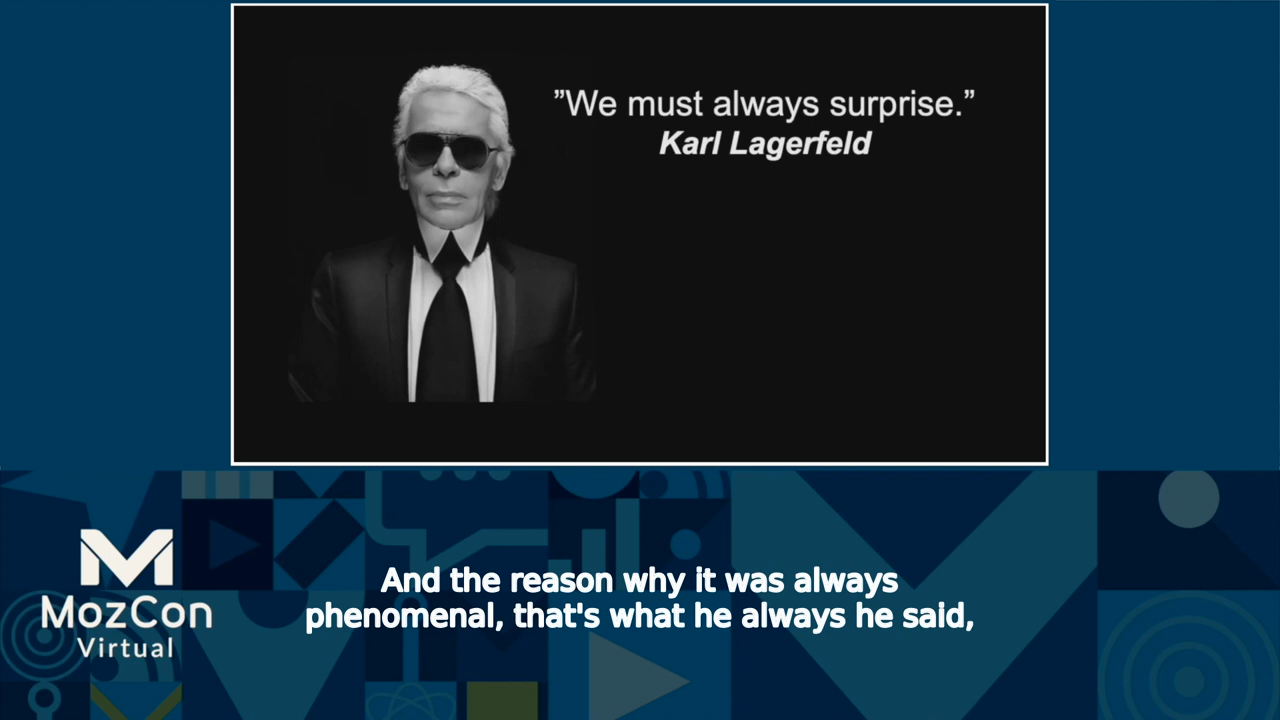 ”We must always surprise.”
Karl Lagerfeld
MozCon
Virtual
And the reason why it was always
phenomenal, that's what he always he said,